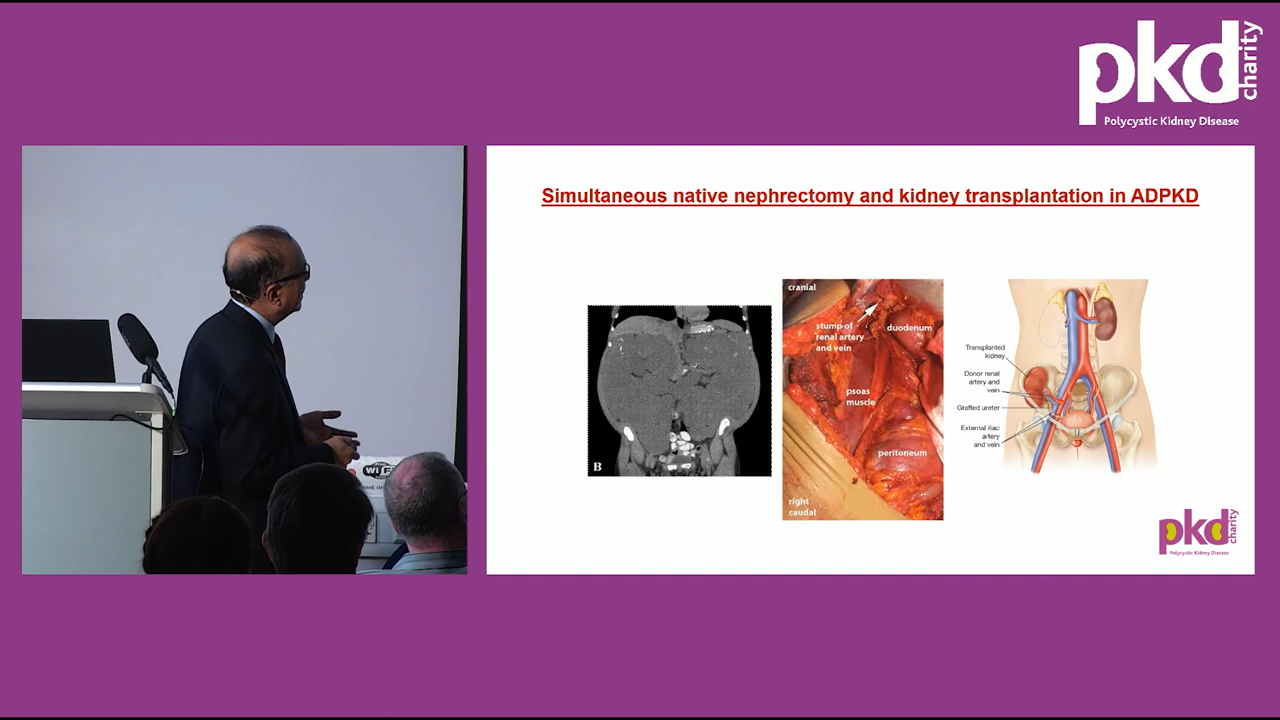 pkd
charity
Polycystic Kidney Disease
Simultaneous native nephrectomy and kidney transplantation in ADPKD
B
cranial
stump of
renal artery
and vein
duodenum
psoas
muscle
peritoneum
right
caudal
Transplanted
kidney
Donor renal
artery and
vein
Grafted ureter
External iliac
artery
and vein
WiFi
pkd
charity
Polycystic Kidney Disease